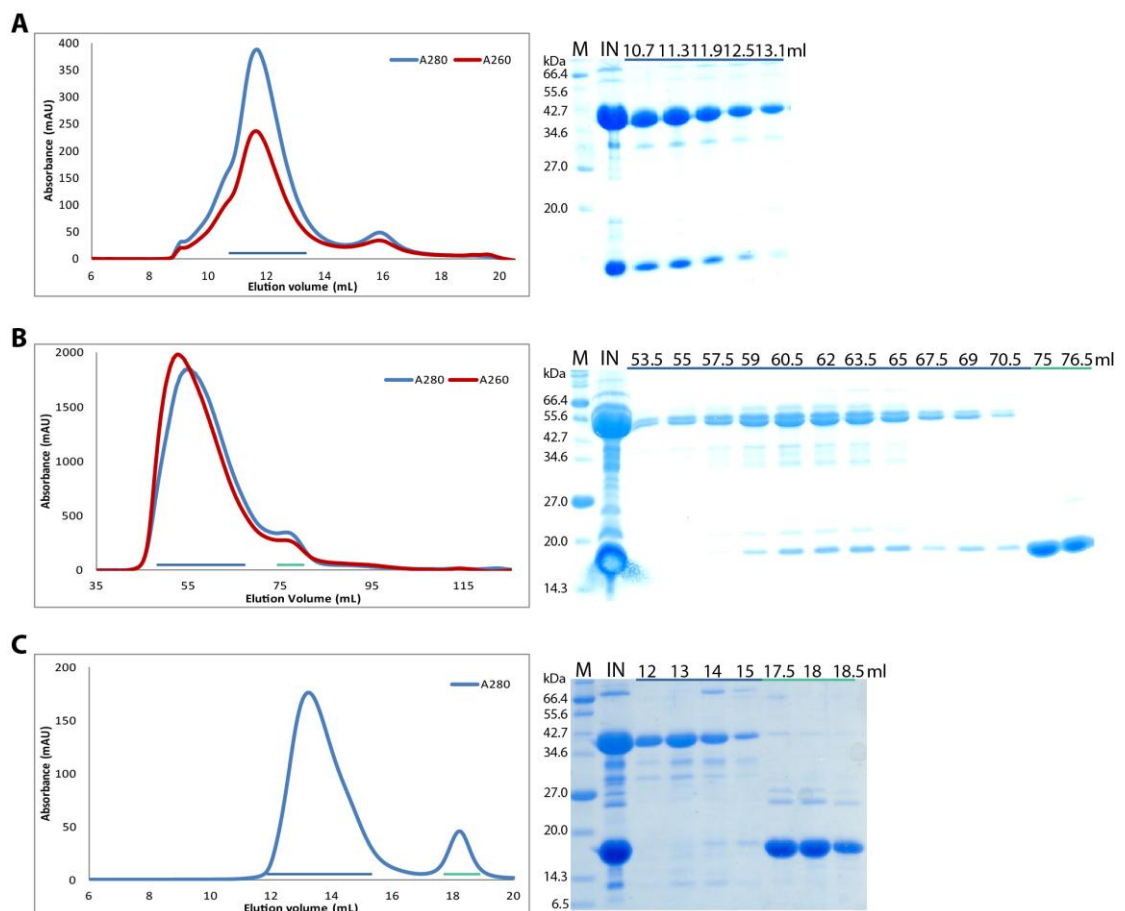 A
400
350
300
250
200
150
100
50
0
Absorbance (mAU)
A280 A260
6 8 10 12 14 16 18 20
Elution volume (mL)
M IN 10.7 11.3 11.9 12.5 13.1 ml
kDa
66.4
55.6
42.7
34.6
27.0
20.0
B
2000
1500
1000
500
0
Absorbance (mAU)
A280 A260
35 55 75 95 115
Elution Volume (mL)
M IN 53.5 55 57.5 59 60.5 62 63.5 65 67.5 69 70.5 75 76.5 ml
kDa
66.4
55.6
42.7
34.6
27.0
20.0
14.3
C
200
150
100
50
0
Absorbance (mAU)
A280
6 8 10 12 14 16 18 20
Elution volume (mL)
M IN 12 13 14 15 17.5 18 18.5 ml
kDa
66.4
55.6
42.7
34.6
27.0
20.0
14.3
6.5